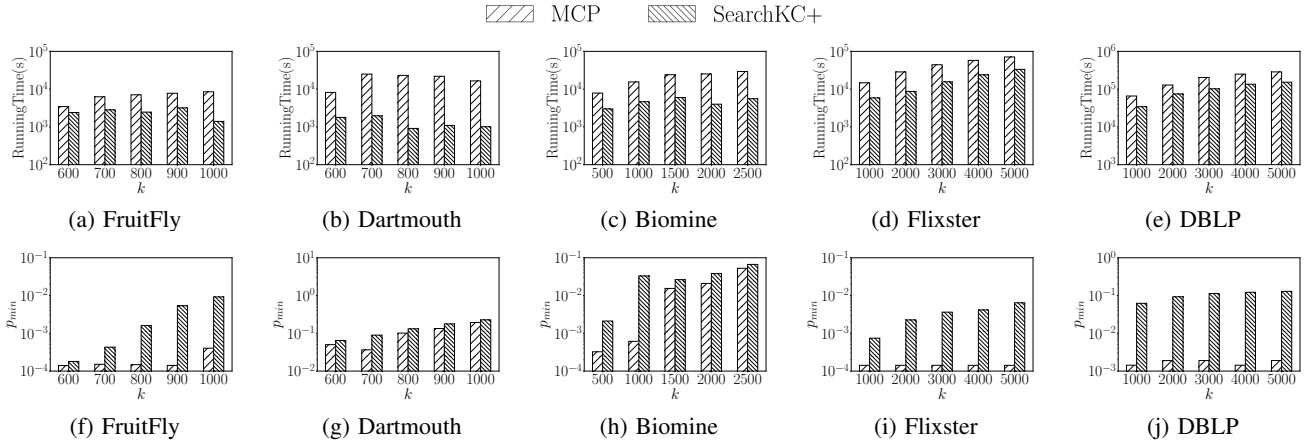 MCP SearchKC+
RunningTime(s) 10^5 10^4 10^3 10^2 600 700 800 900 1000 k
RunningTime(s) 10^5 10^4 10^3 10^2 600 700 800 900 1000 k
RunningTime(s) 10^5 10^4 10^3 10^2 500 1000 1500 2000 2500 k
RunningTime(s) 10^5 10^4 10^3 10^2 1000 2000 3000 4000 5000 k
RunningTime(s) 10^6 10^5 10^4 10^3 1000 2000 3000 4000 5000 k
(a) FruitFly (b) Dartmouth (c) Biomine (d) Flixster (e) DBLP
p_min 10^−1 10^−2 10^−3 10^−4 600 700 800 900 1000 k
p_min 10^1 10^0 10^−1 10^−2 600 700 800 900 1000 k
p_min 10^−1 10^−2 10^−3 10^−4 500 1000 1500 2000 2500 k
p_min 10^−1 10^−2 10^−3 10^−4 1000 2000 3000 4000 5000 k
p_min 10^0 10^−1 10^−2 10^−3 1000 2000 3000 4000 5000 k
(f) FruitFly (g) Dartmouth (h) Biomine (i) Flixster (j) DBLP